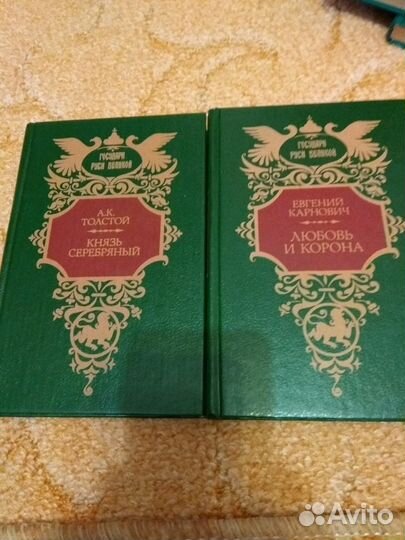 ГОСУДАРИ
РУСИ ВЕЛИКОЙ
А.К.
ТОЛСТОЙ
КНЯЗЬ
СЕРЕБРЯНЫЙ
ГОСУДАРИ
РУСИ ВЕЛИКОЙ
ЕВГЕНИЙ
КАРНОВИЧ
ЛЮБОВЬ
И КОРОНА
Avito